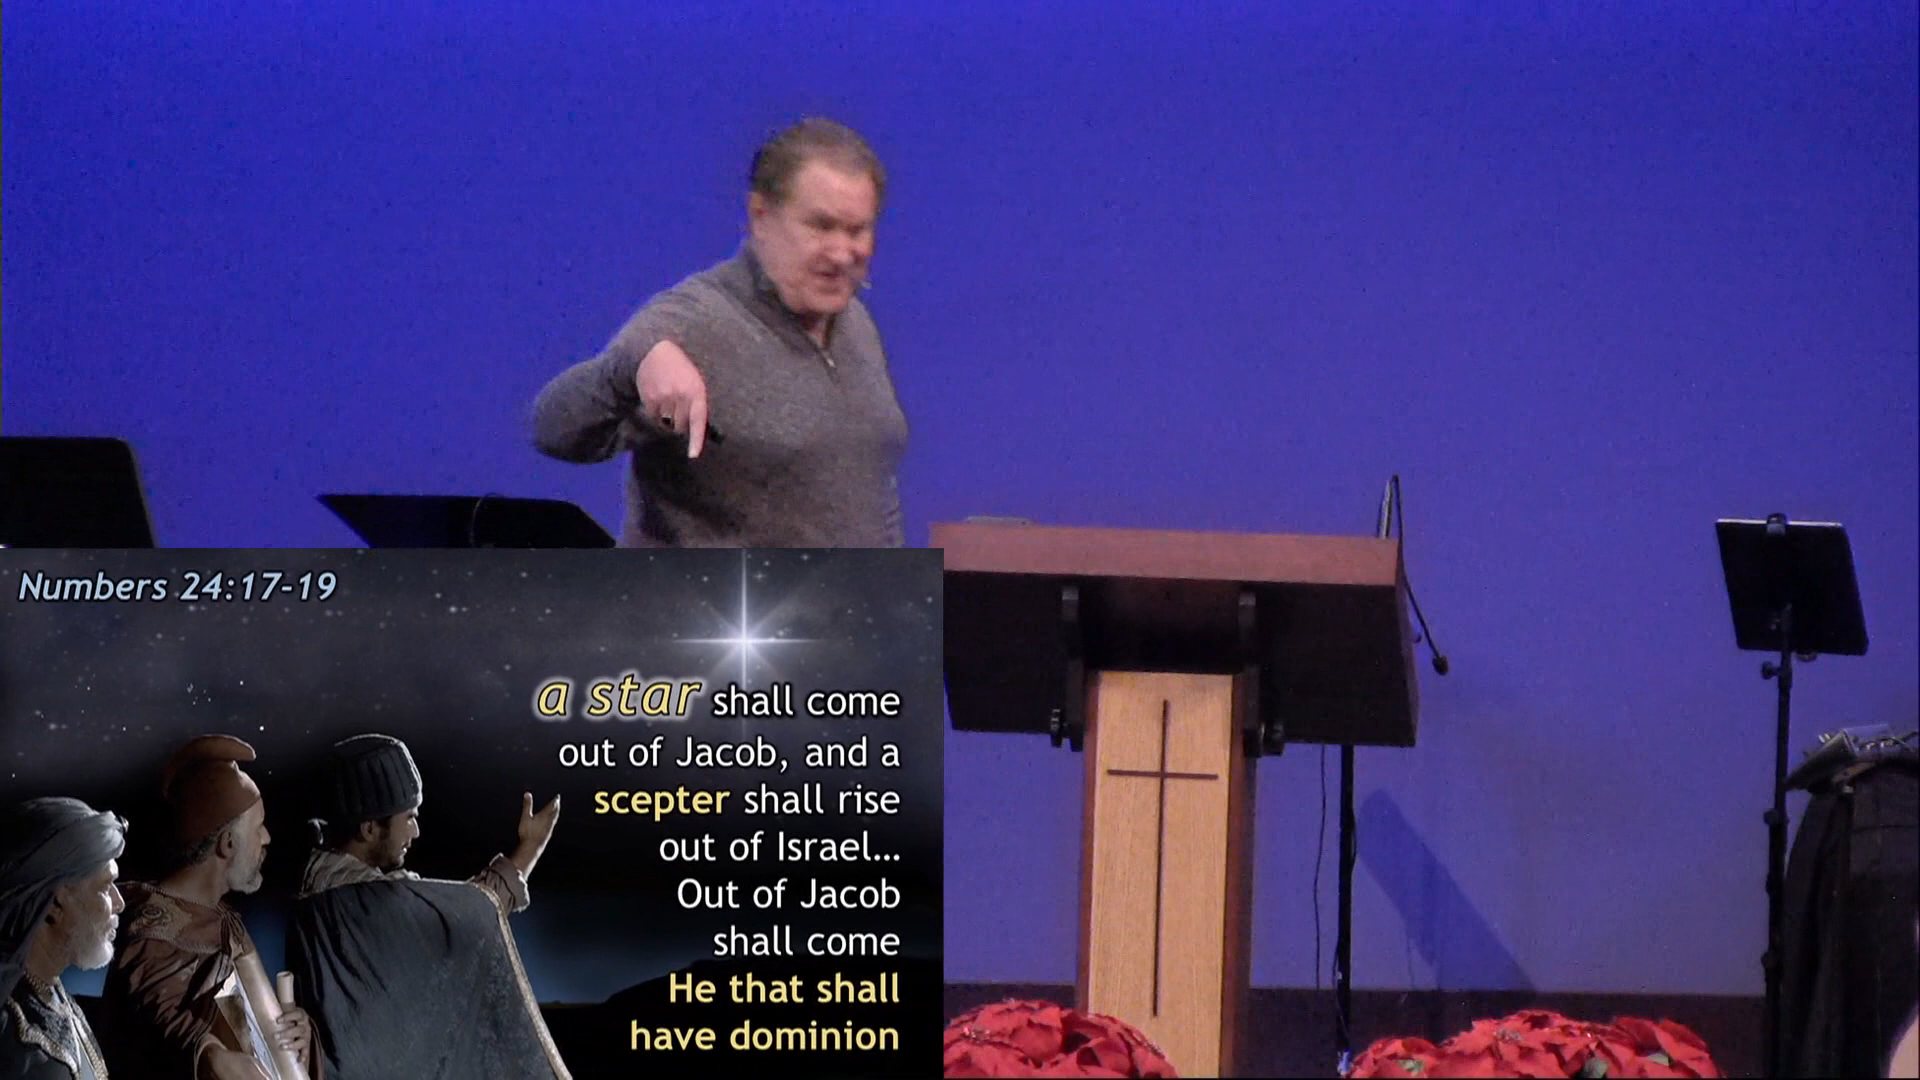 Numbers 24:17-19
a star shall come
out of Jacob, and a
scepter shall rise
out of Israel...
Out of Jacob
shall come
He that shall
have dominion